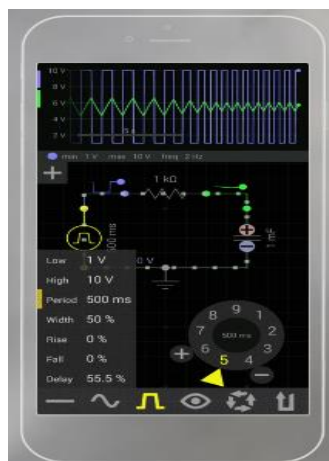 10 V
8 V
6 V
4 V
2 V
5 s
min 1 V max 10 V freq 2 Hz
+
1 kΩ
500 ms
1 mF
0 V
Low 1 V
High 10 V
Period 500 ms
Width 50 %
Rise 0 %
Fall 0 %
Delay 55.5 %
9
1
8
2
7
500 ms
3
6
4
5
+
−